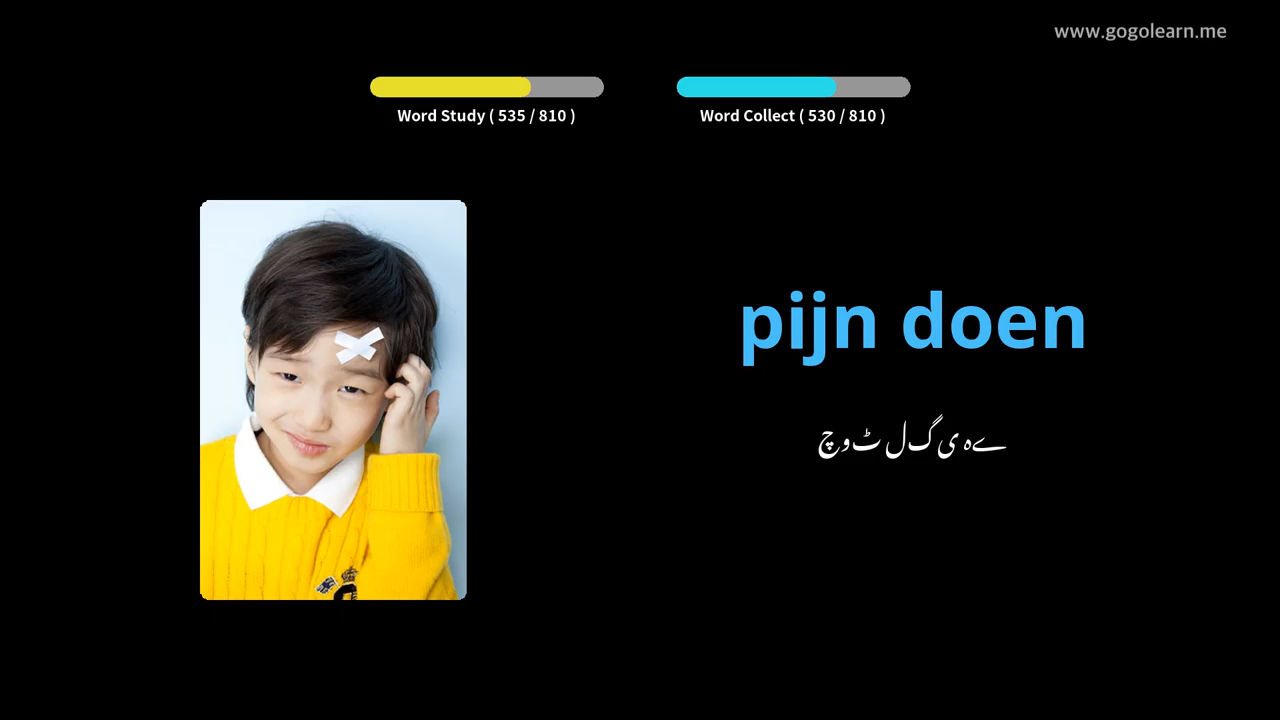 www.gogolearn.me
Word Study ( 535 / 810 )
Word Collect ( 530 / 810 )
pijn doen
چوٹ لگی ہے